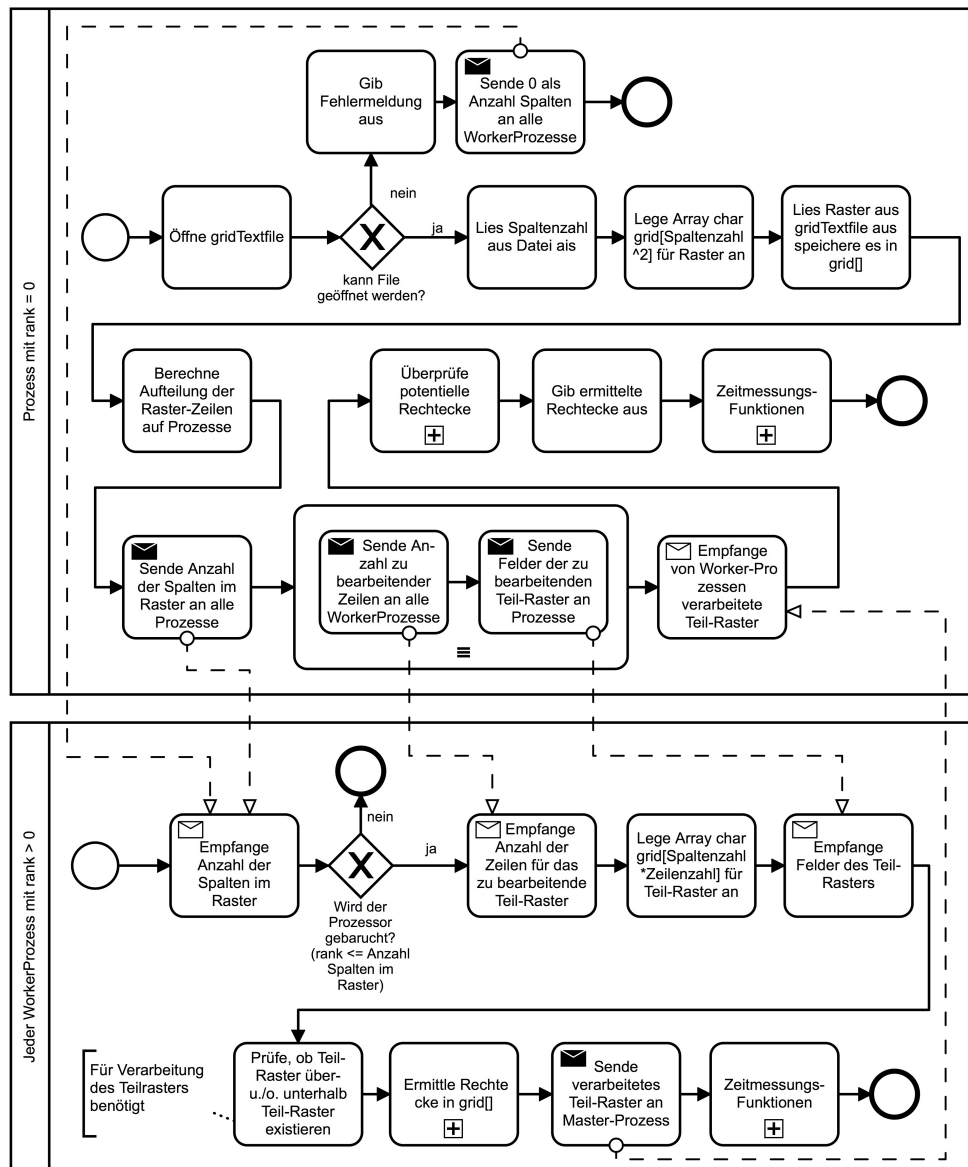 Prozess mit rank = 0
Gib
Fehlermeldung
aus
Sende 0 als
Anzahl Spalten
an alle
WorkerProzesse
nein
Öffne gridTextfile
X
ja
kann File
geöffnet werden?
Lies Spaltenzahl
aus Datei ais
Lege Array char
grid[Spaltenzahl
^2] für Raster an
Lies Raster aus
gridTextfile aus
speichere es in
grid[]
Berechne
Aufteilung der
Raster-Zeilen
auf Prozesse
Überprüfe
potentielle
Rechtecke
Gib ermittelte
Rechtecke aus
Zeitmessungs-
Funktionen
Sende Anzahl
der Spalten im
Raster an alle
Prozesse
Sende An-
zahl zu
bearbeitender
Zeilen an alle
WorkerProzesse
Sende
Felder der zu
bearbeitenden
Teil-Raster an
Prozesse
Empfange
von Worker-Pro
zessen
verarbeitete
Teil-Raster
Jeder WorkerProzess mit rank > 0
Empfange
Anzahl der
Spalten im
Raster
nein
X
ja
Wird der
Prozessor
gebarucht?
(rank <= Anzahl
Spalten im
Raster)
Empfange
Anzahl der
Zeilen für das
zu bearbeitende
Teil-Raster
Lege Array char
grid[Spaltenzahl
*Zeilenzahl] für
Teil-Raster an
Empfange
Felder des Teil-
Rasters
Für Verarbeitung
des Teilrasters
benötigt
Prüfe, ob Teil-
Raster über-
u./o. unterhalb
Teil-Raster
existieren
Ermittle Rechte
cke in grid[]
Sende
verarbeitetes
Teil-Raster an
Master-Prozess
Zeitmessungs-
Funktionen